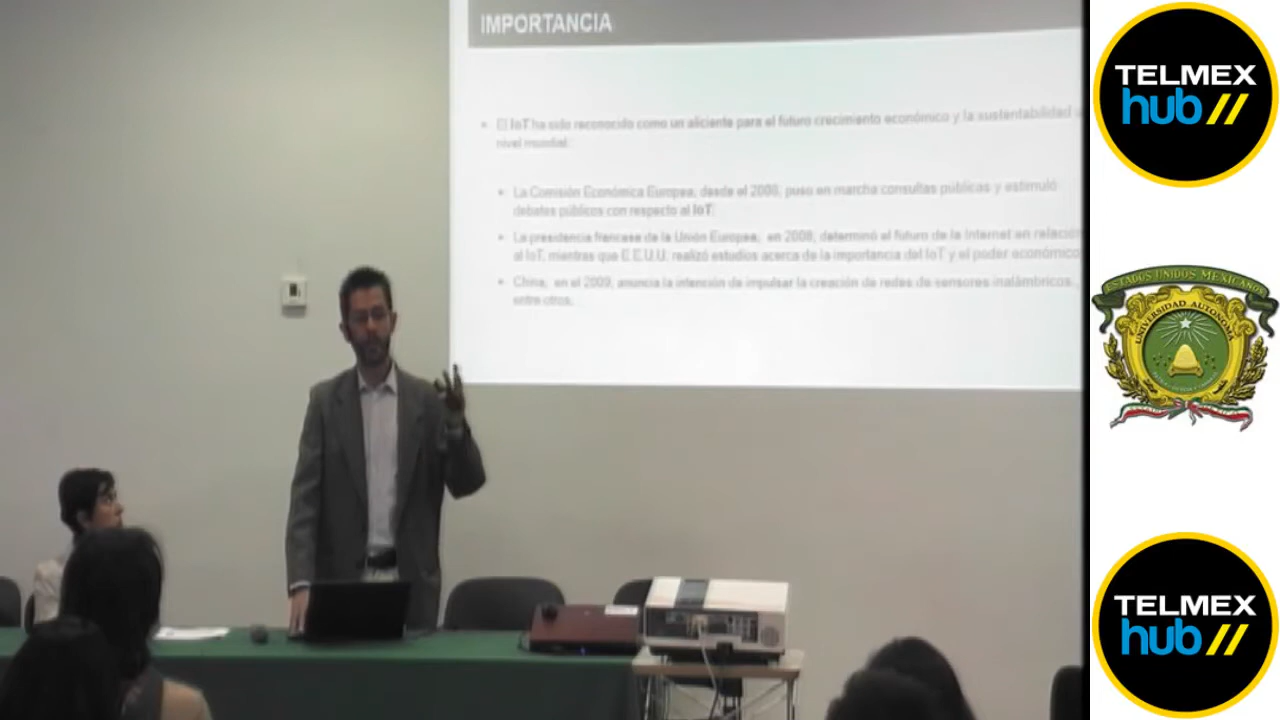 IMPORTANCIA
El IoT ha sido reconocido como un aliciente para el futuro crecimiento económico y la sustentabilidad a
nivel mundial:
La Comisión Económica Europea, desde el 2008, puso en marcha consultas públicas y estimuló
debates públicos con respecto al IoT;
La presidencia francesa de la Unión Europea, en 2008, determinó el futuro de la Internet en relación
al IoT, mientras que E.E.U.U. realizó estudios acerca de la importancia del IoT y el poder económico
China, en el 2009, anuncia la intención de impulsar la creación de redes de sensores inalámbricos.,
entre otros.
TELMEX
hub
ESTADOS UNIDOS MEXICANOS
UNIVERSIDAD AUTONOMA
TELMEX
hub